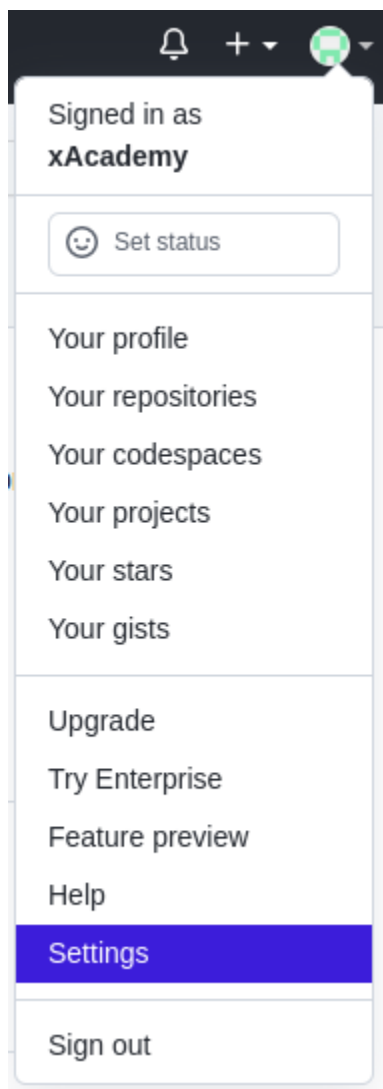 Signed in as
xAcademy
Set status
Your profile
Your repositories
Your codespaces
Your projects
Your stars
Your gists
Upgrade
Try Enterprise
Feature preview
Help
Settings
Sign out